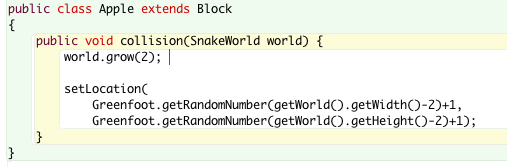 public class Apple extends Block
{
public void collision(SnakeWorld world) {
world.grow(2);
setLocation(
Greenfoot.getRandomNumber(getWorld().getWidth()-2)+1,
Greenfoot.getRandomNumber(getWorld().getHeight()-2)+1);
}
}